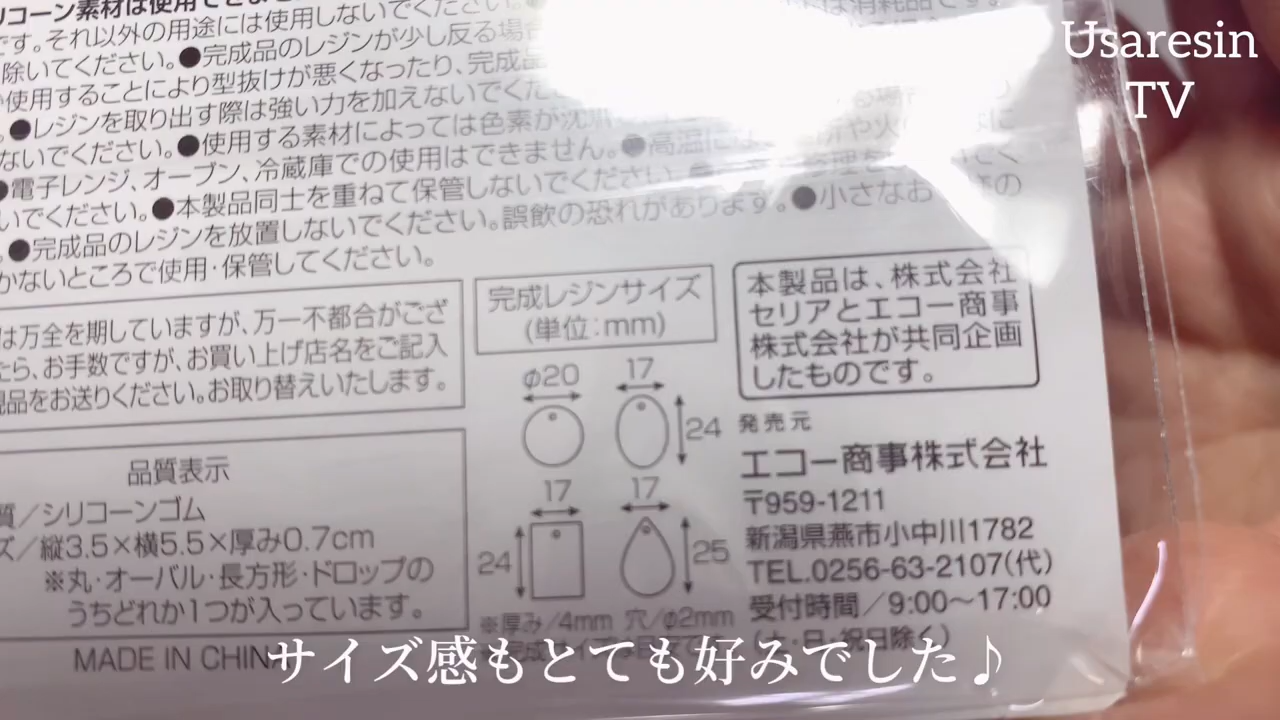 リコーン素材は使用できませ
です。それ以外の用途には使用しないでください。
は消耗品です。
除いてください。●完成品のレジンが少し反る場合
使用することにより型抜けが悪くなったり、完成品
●レジンを取り出す際は強い力を加えないでくだ
ないでください。●使用する素材によっては色素が沈
●電子レンジ、オーブン、冷蔵庫での使用はできません。●高温に
いでください。●本製品同士を重ねて保管しないでください。
●完成品のレジンを放置しないでください。誤飲の恐れがあります。●小さなお
かないところで使用・保管してください。
は万全を期していますが、万一不都合がござ
たら、お手数ですが、お買い上げ店名をご記入
現品をお送りください。お取り替えいたします。
品質表示
質/シリコーンゴム
ズ/縦3.5×横5.5×厚み0.7cm
※丸・オーバル・長方形・ドロップの
うちどれか1つが入っています。
MADE IN CHINA
完成レジンサイズ
(単位:mm)
φ20
17
24
17
17
24
25
※厚み/4mm 穴/φ2mm
本製品は、株式会社
セリアとエコー商事
株式会社が共同企画
したものです。
発売元
エコー商事株式会社
〒959-1211
新潟県燕市小中川1782
TEL.0256-63-2107(代)
受付時間/9:00〜17:00
(土・日・祝日除く)
Usaresin
TV
サイズ感もとても好みでした♪